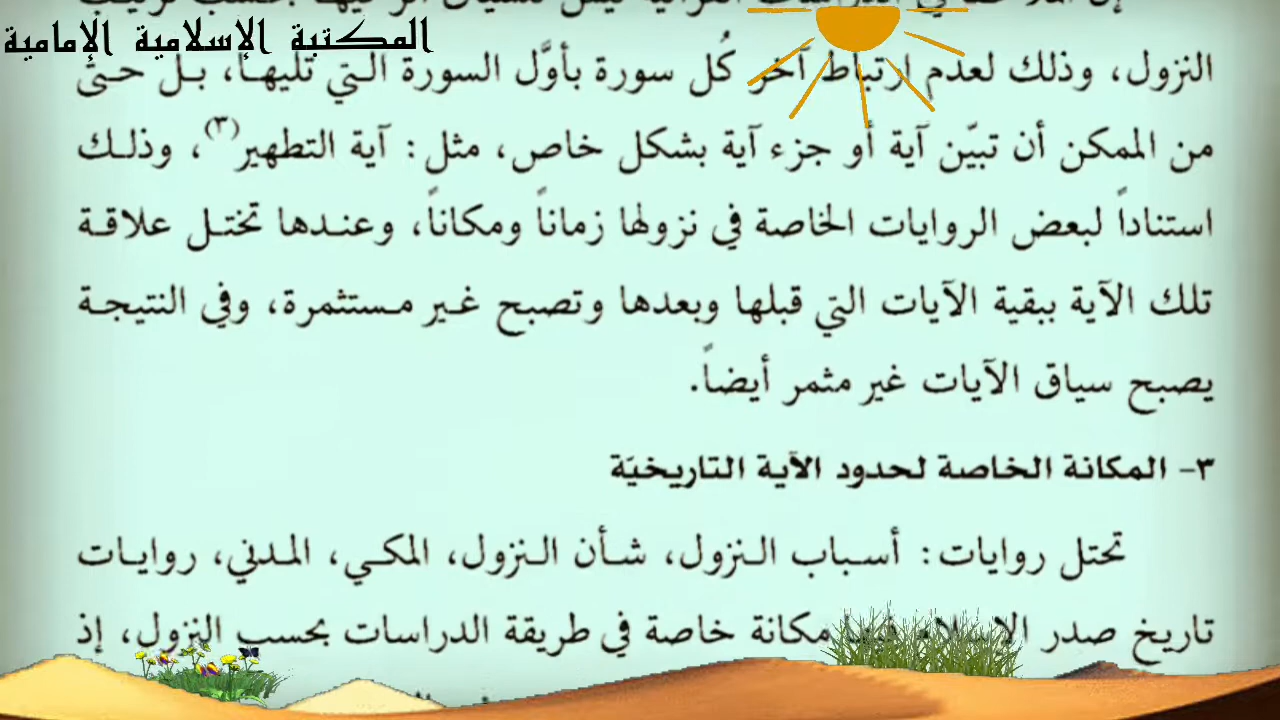 المكتبة الإسلامية الإمامية
النزول، وذلك لعدم ارتباط آخر كُل سورة بأوَّل السورة التي تليها، بل حتى
من الممكن أن تبيّن آية أو جزء آية بشكل خاص، مثل: آية التطهير(٣)، وذلك
استناداً لبعض الروايات الخاصة في نزولها زماناً ومكاناً، وعندها تختل علاقة
تلك الآية ببقية الآيات التي قبلها وبعدها وتصبح غير مستثمرة، وفي النتيجة
يصبح سياق الآيات غير مثمر أيضاً.
٣- المكانة الخاصة لحدود الآية التاريخيّة
تحتل روايات: أسباب النزول، شأن النزول، المكي، المدني، روايات
تاريخ صدر الإسلام مكانة خاصة في طريقة الدراسات بحسب النزول، إذ